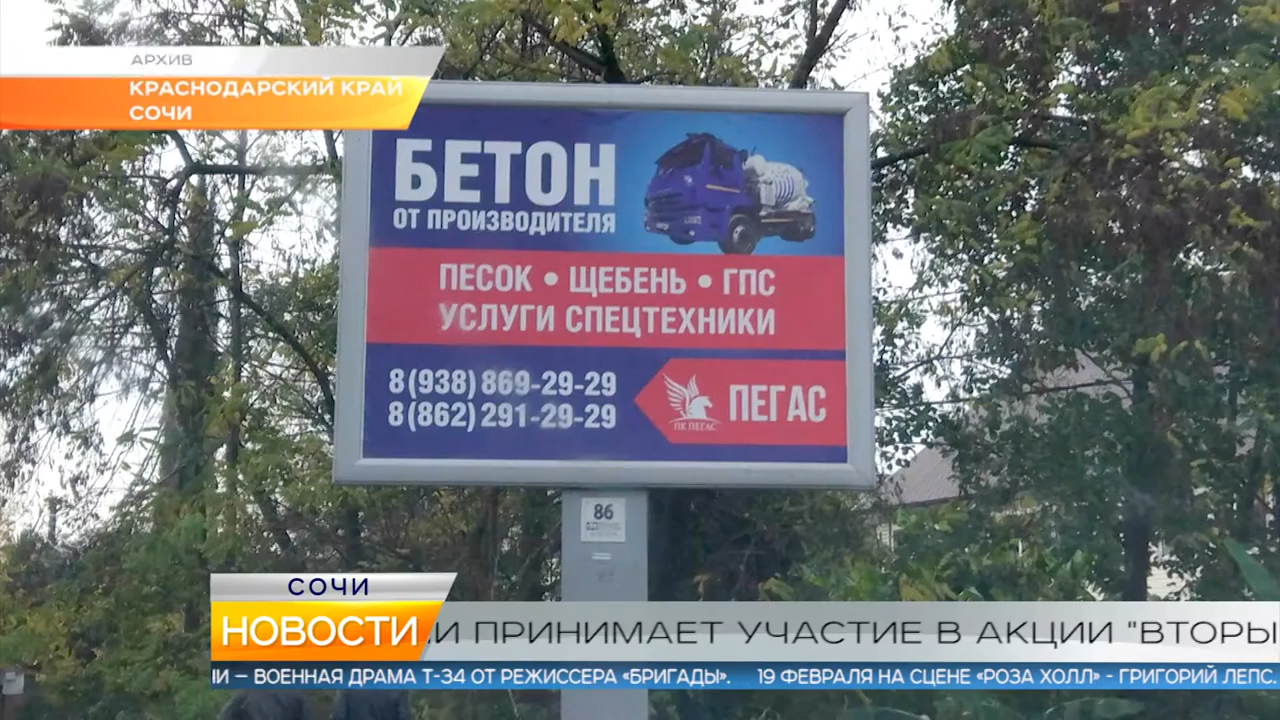 АРХИВ
КРАСНОДАРСКИЙ КРАЙ
СОЧИ
БЕТОН
ОТ ПРОИЗВОДИТЕЛЯ
ПЕСОК • ЩЕБЕНЬ • ГПС
УСЛУГИ СПЕЦТЕХНИКИ
8(938) 869-29-29
8(862) 291-29-29
ПК ПЕГАС
ПЕГАС
86
СОЧИ
НОВОСТИ
И ПРИНИМАЕТ УЧАСТИЕ В АКЦИИ "ВТОРЫ
И – ВОЕННАЯ ДРАМА Т-34 ОТ РЕЖИССЕРА «БРИГАДЫ». 19 ФЕВРАЛЯ НА СЦЕНЕ «РОЗА ХОЛЛ» - ГРИГОРИЙ ЛЕПС.